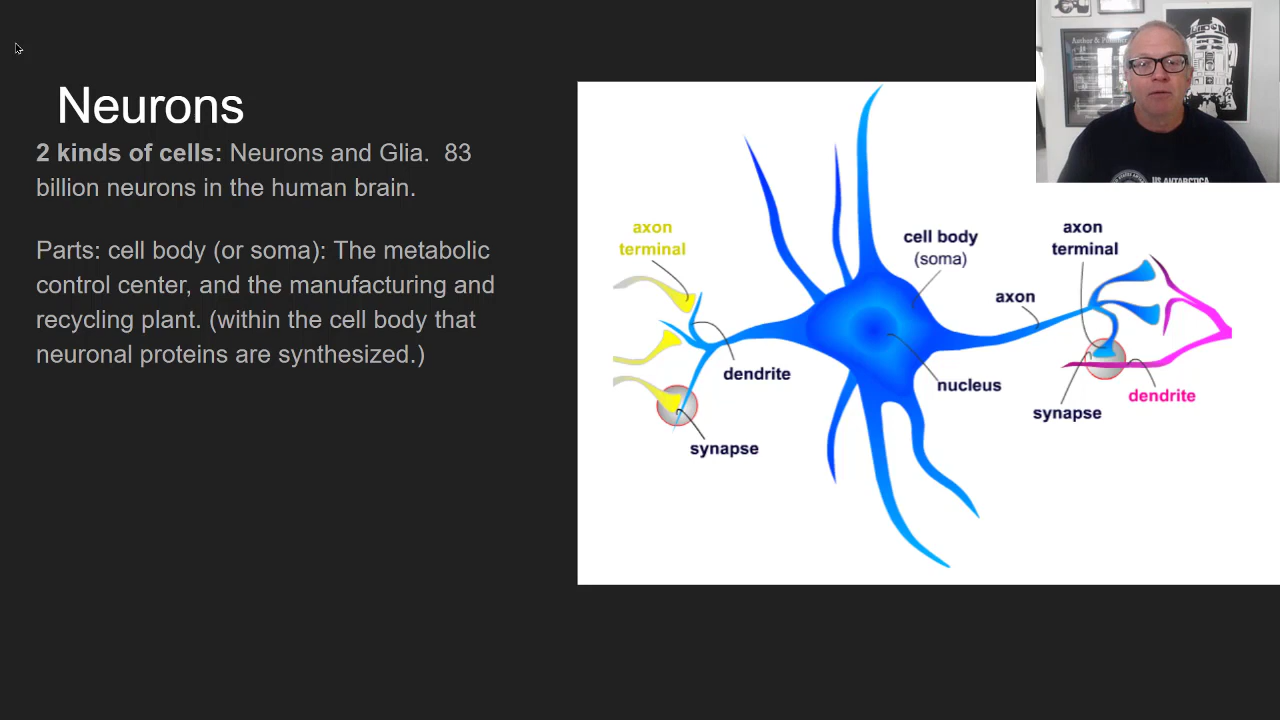 Neurons
2 kinds of cells: Neurons and Glia.  83
billion neurons in the human brain.
Parts: cell body (or soma): The metabolic
control center, and the manufacturing and
recycling plant. (within the cell body that
neuronal proteins are synthesized.)
axon
terminal
dendrite
synapse
cell body
(soma)
axon
nucleus
axon
terminal
synapse
dendrite
US ANTARCTICA